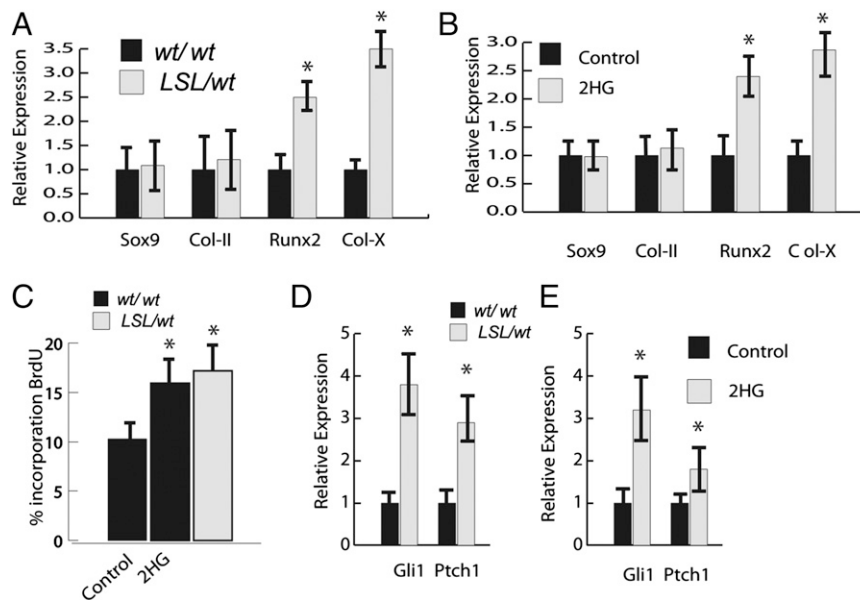 A
wt/ wt
LSL/wt
Relative Expression
3.5
3.0
2.5
2.0
1.5
1.0
0.5
0.0
*
*
Sox9 Col-II Runx2 Col-X
B
Control
2HG
Relative Expression
3.0
2.5
2.0
1.5
1.0
0.5
0.0
*
*
Sox9 Col-II Runx2 C ol-X
C
wt/ wt
LSL/wt
% incorporation BrdU
20
15
10
5
0
*
*
Control
2HG
D
wt/ wt
LSL/wt
Relative Expression
5
4
3
2
1
0
*
*
Gli1 Ptch1
E
Control
2HG
Relative Expression
5
4
3
2
1
0
*
*
Gli1 Ptch1